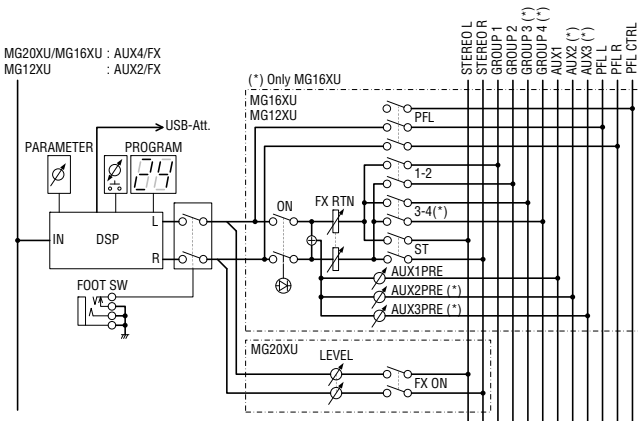 MG20XU/MG16XU : AUX4/FX
MG12XU : AUX2/FX
STEREO L
STEREO R
GROUP 1
GROUP 2
GROUP 3 (*)
GROUP 4 (*)
AUX1
AUX2 (*)
AUX3 (*)
PFL L
PFL R
PFL CTRL
(*) Only MG16XU
MG16XU
MG12XU
PFL
USB-Att.
PARAMETER
PROGRAM
04
1-2
ON
FX RTN
3-4(*)
L
IN
DSP
R
ST
AUX1PRE
AUX2PRE (*)
AUX3PRE (*)
FOOT SW
MG20XU
LEVEL
FX ON